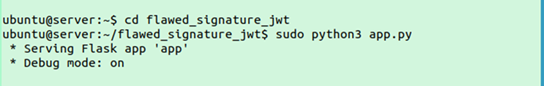 ubuntu@server:~$ cd flawed_signature_jwt
ubuntu@server:~/flawed_signature_jwt$ sudo python3 app.py
 * Serving Flask app 'app'
 * Debug mode: on